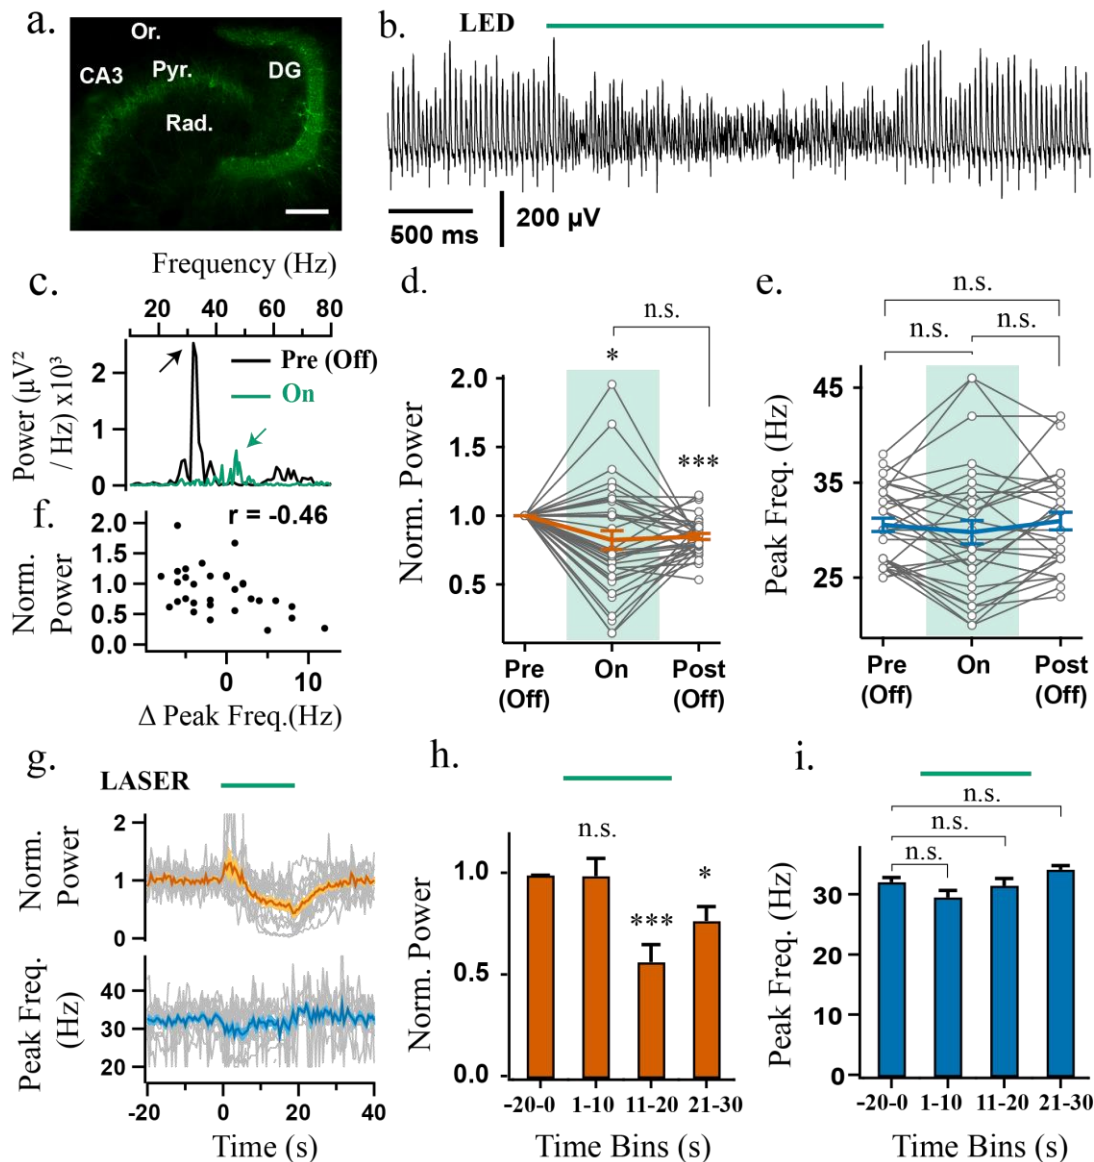 a.
Or.
CA3
Pyr.
DG
Rad.
b.
LED
500 ms
200 µV
c.
Frequency (Hz)
20 40 60 80
Power (µV²
/ Hz) x10³
2
1
0
Pre (Off)
On
d.
n.s.
*
***
Norm. Power
2.0
1.5
1.0
0.5
Pre
(Off)
On
Post
(Off)
e.
n.s.
n.s.
n.s.
Peak Freq. (Hz)
45
35
25
Pre
(Off)
On
Post
(Off)
f.
r = -0.46
Norm.
Power
2.0
1.5
1.0
0.5
0.0
0 10
Δ Peak Freq.(Hz)
g.
LASER
Norm.
Power
2
1
0
Peak Freq.
(Hz)
40
30
20
-20 0 20 40
Time (s)
h.
n.s.
***
*
Norm. Power
1.0
0.5
0.0
-20-0 1-10 11-20 21-30
Time Bins (s)
i.
n.s.
n.s.
n.s.
Peak Freq. (Hz)
30
20
10
0
-20-0 1-10 11-20 21-30
Time Bins (s)